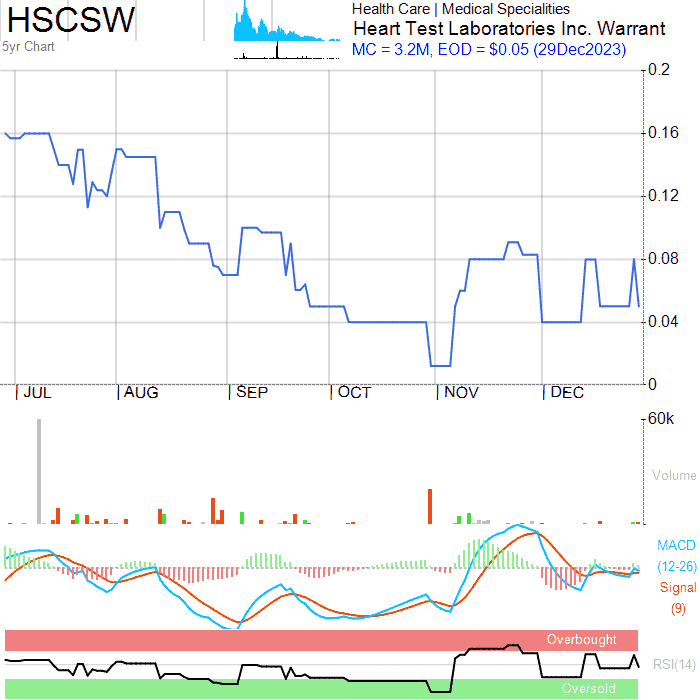 HSCSW
5yr Chart
Health Care | Medical Specialities
Heart Test Laboratories Inc. Warrant
MC = 3.2M, EOD = $0.05 (29Dec2023)
0.2
0.16
0.12
0.08
0.04
0
JUL AUG SEP OCT NOV DEC
60k
Volume
MACD
(12-26)
Signal
(9)
Overbought
RSI(14)
Oversold